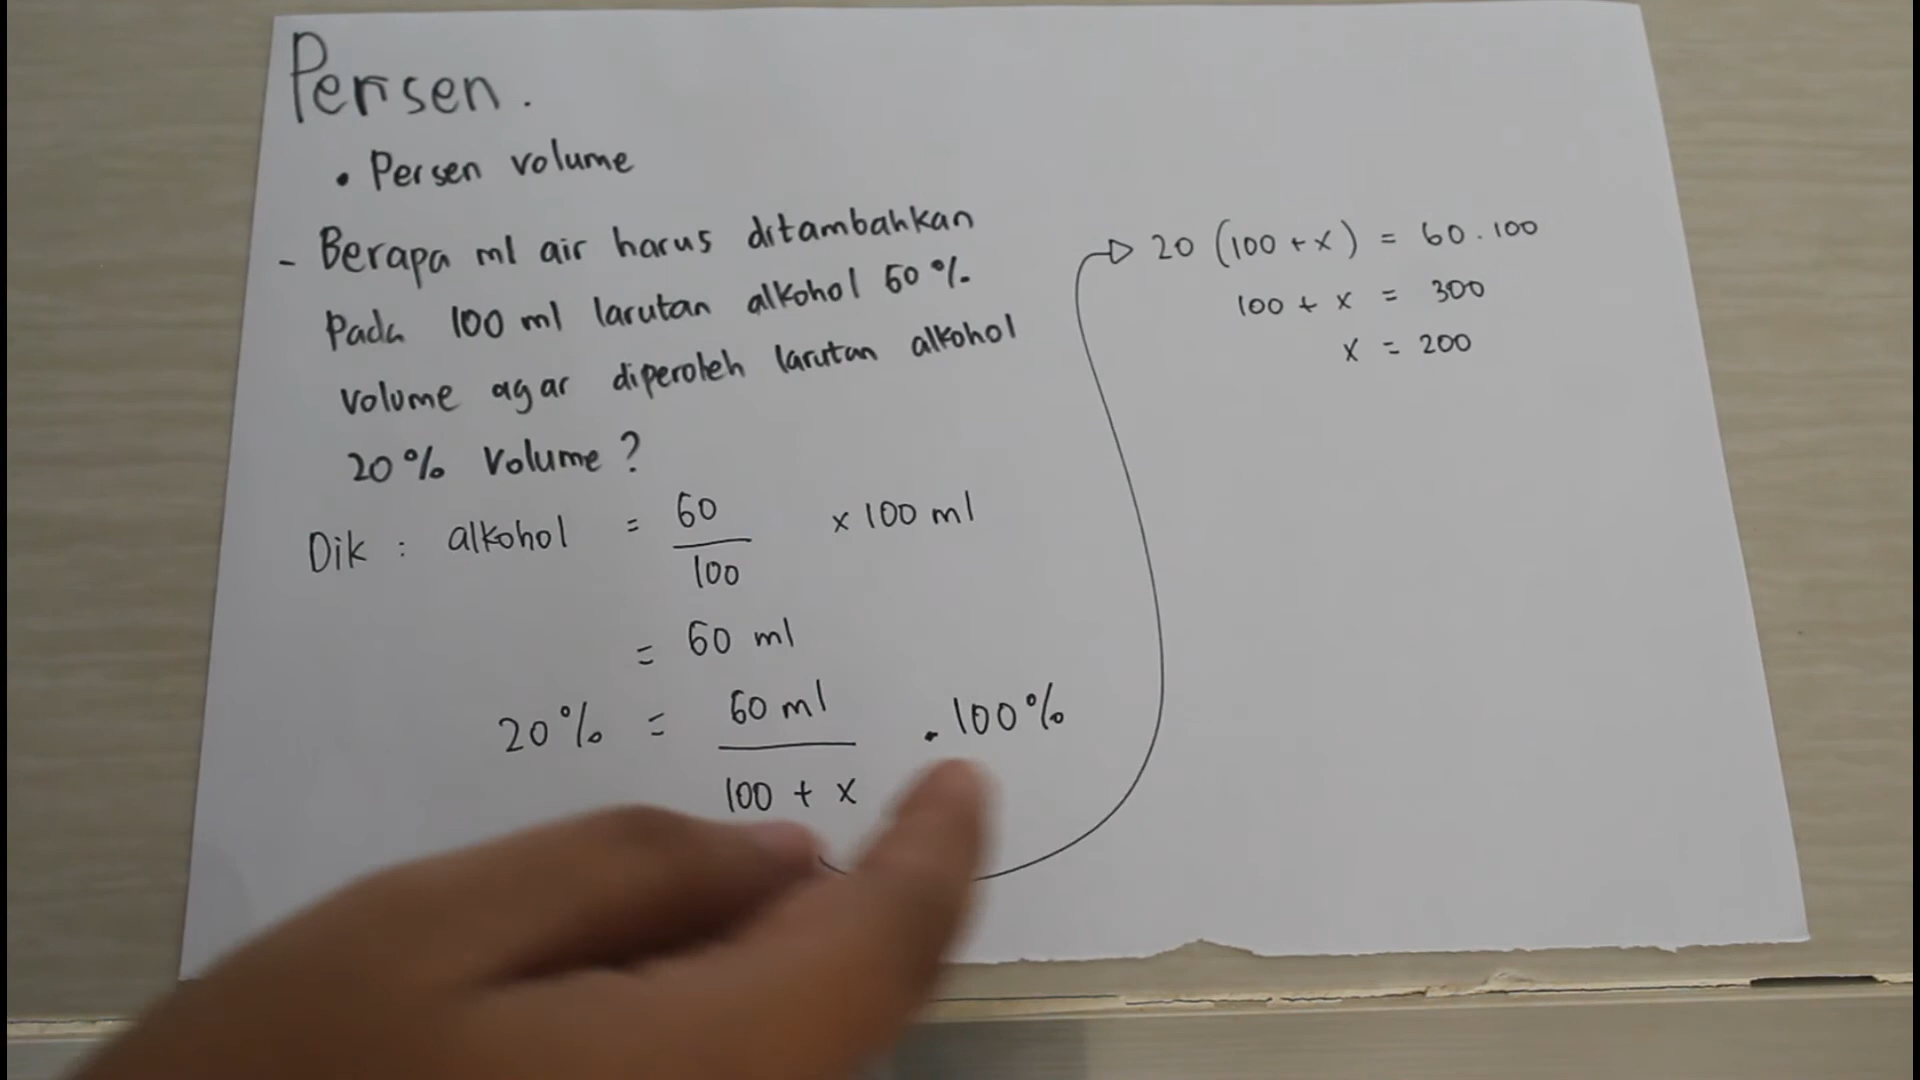 Persen.
• Persen volume
- Berapa ml air harus ditambahkan
pada 100 ml larutan alkohol 60%
volume agar diperoleh larutan alkohol
20% volume?
Dik : alkohol = 60/100 x 100 ml
= 60 ml
20% = 60 ml/100 + x . 100%
20 (100 + x) = 60 . 100
100 + x = 300
x = 200